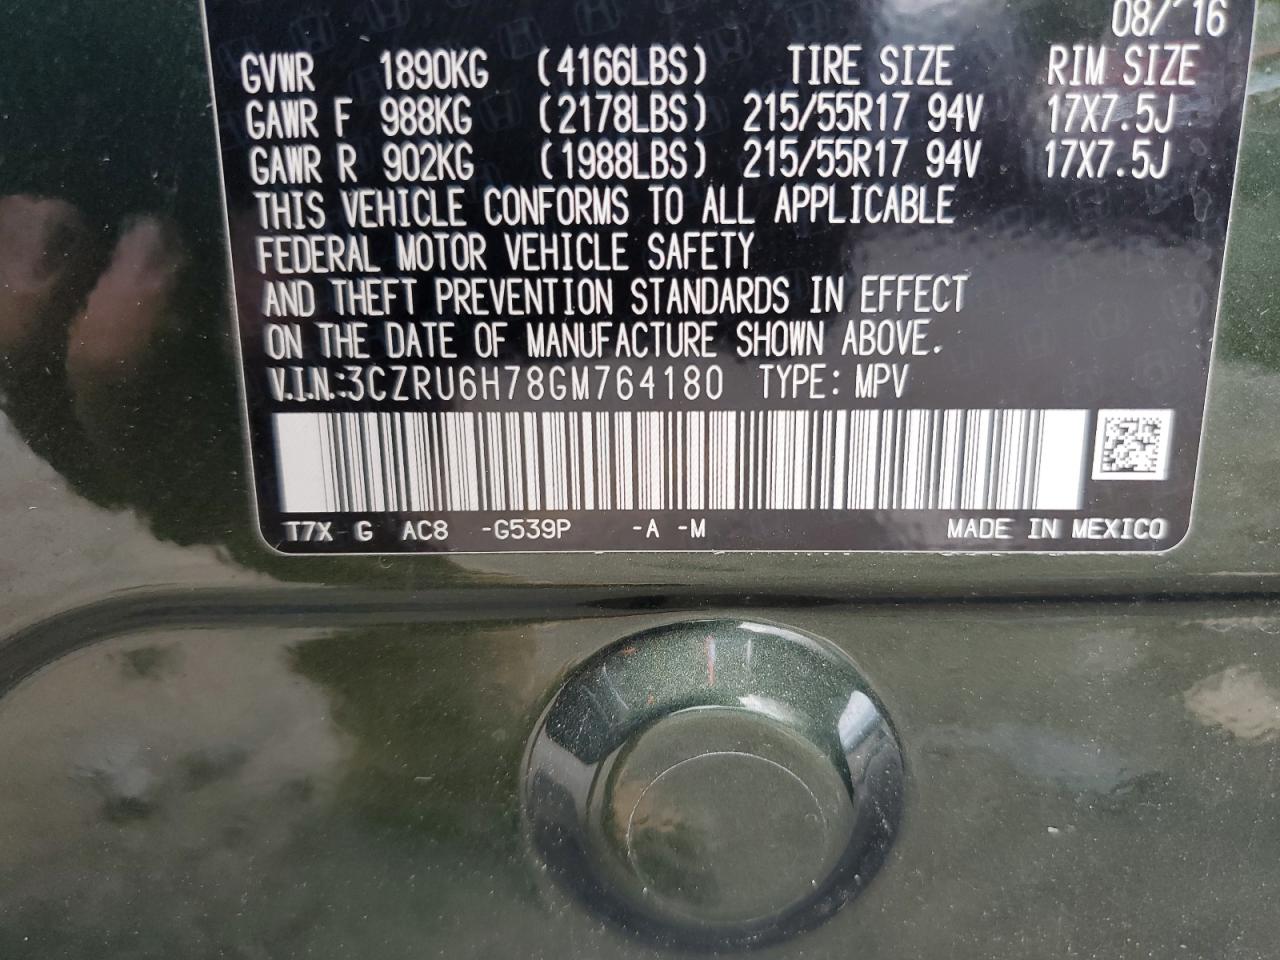 08/ 16
GVWR 1890KG (4166LBS) TIRE SIZE RIM SIZE
GAWR F 988KG (2178LBS) 215/55R17 94V 17X7.5J
GAWR R 902KG (1988LBS) 215/55R17 94V 17X7.5J
THIS VEHICLE CONFORMS TO ALL APPLICABLE
FEDERAL MOTOR VEHICLE SAFETY
AND THEFT PREVENTION STANDARDS IN EFFECT
ON THE DATE OF MANUFACTURE SHOWN ABOVE.
V.I.N.:3CZRU6H78GM764180 TYPE: MPV
T7X-G AC8 -G539P -A -M MADE IN MEXICO